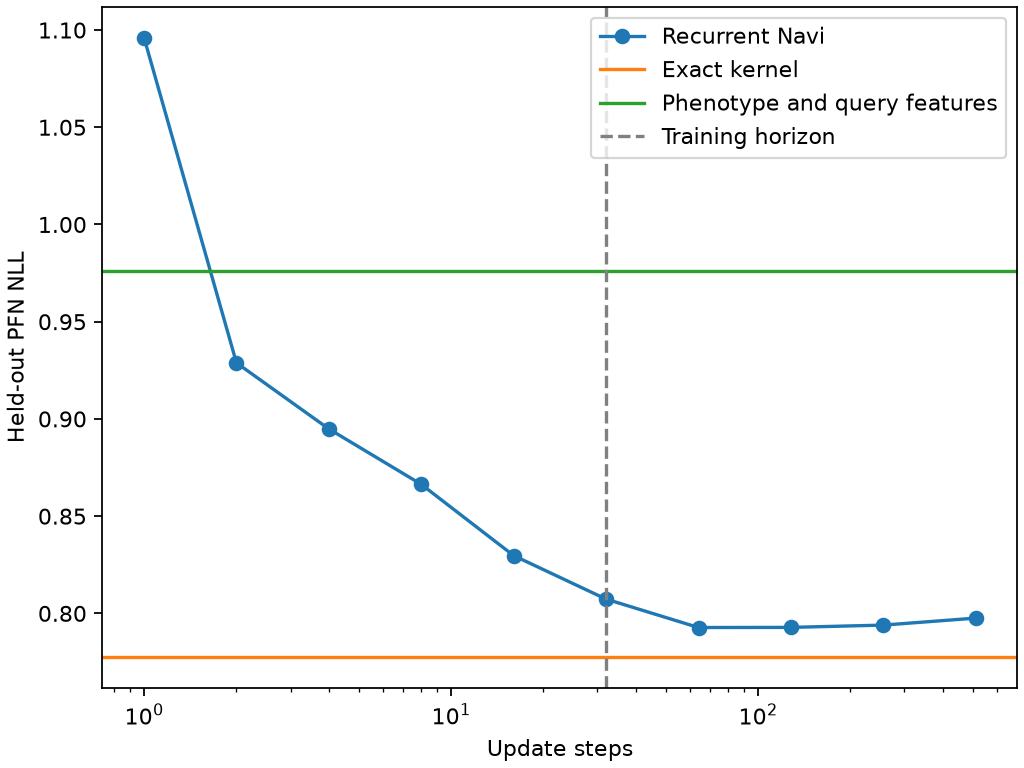 1.10
1.05
1.00
0.95
0.90
0.85
0.80
Held-out PFN NLL
Recurrent Navi
Exact kernel
Phenotype and query features
Training horizon
10⁰
10¹
10²
Update steps